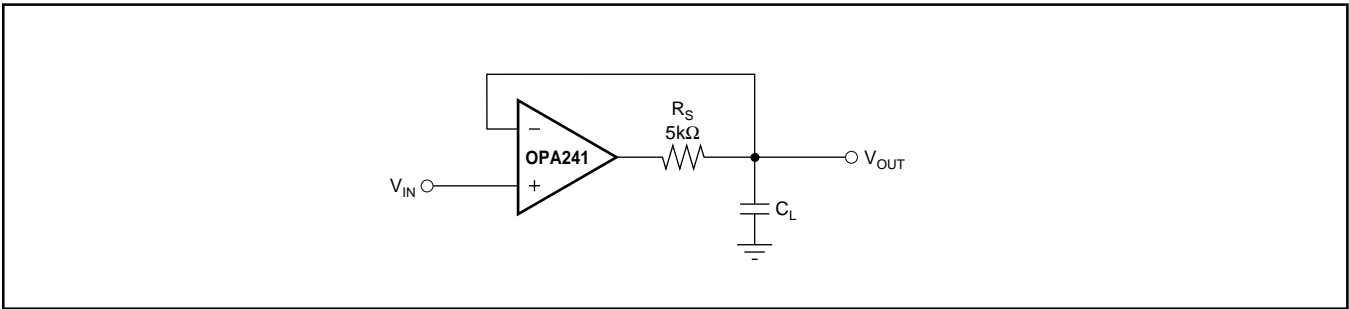 R_S
5kΩ
−
OPA241
V_OUT
V_IN
+
C_L